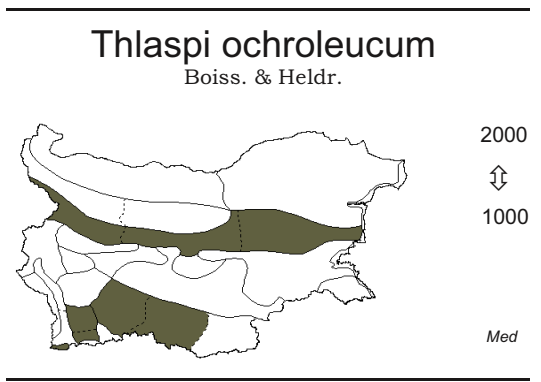 Thlaspi ochroleucum
Boiss. & Heldr.
2000
1000
Med